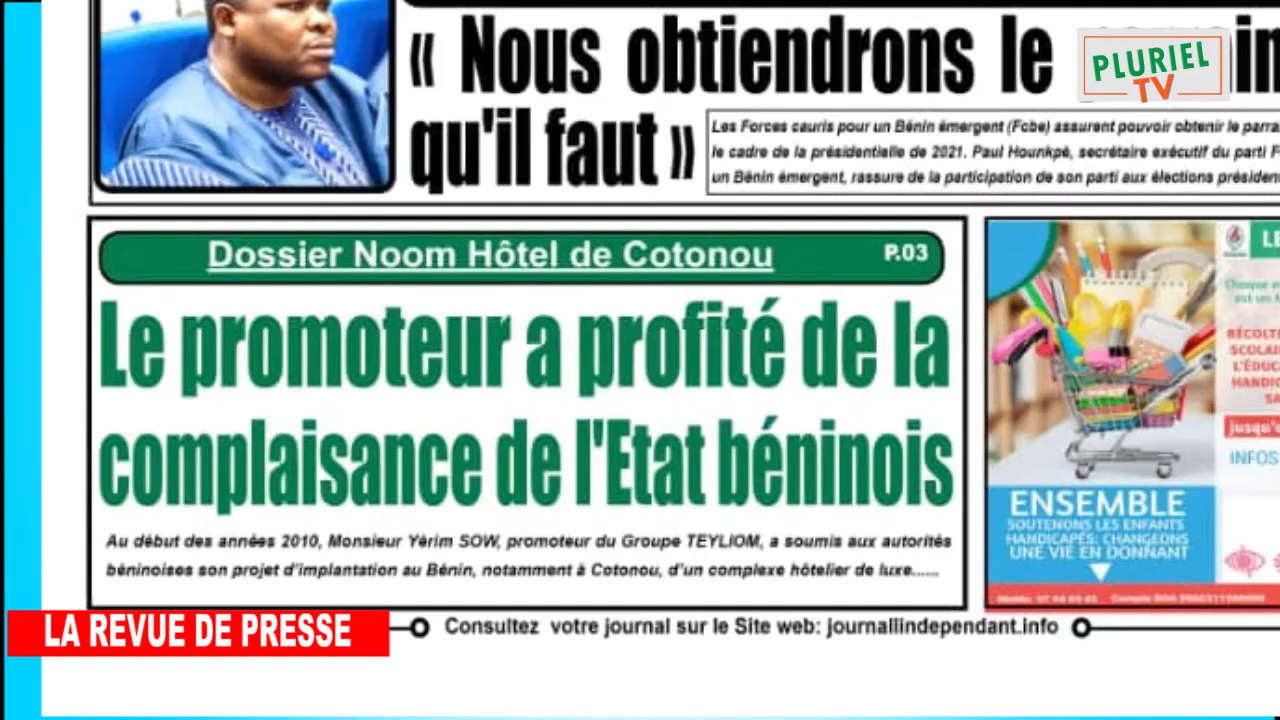 « Nous obtiendrons le
qu'il faut »
PLURIEL
TV
Les Forces cauris pour un Bénin émergent (Fcbe) assurent pouvoir obtenir le
le cadre de la présidentielle de 2021. Paul Hounkpè, secrétaire exécutif du parti
un Bénin émergent, rassure de la participation de son parti aux élections
Dossier Noom Hôtel de Cotonou
P.03
Le promoteur a profité de la
complaisance de l'Etat béninois
Au début des années 2010, Monsieur Yèrim SOW, promoteur du Groupe TEYLIOM, a soumis aux autorités
béninoises son projet d'implantation au Bénin, notamment à Cotonou, d'un complexe hôtelier de luxe......
LE
est un
L'ÉDUC
INFOS
ENSEMBLE
SOUTENONS LES ENFANTS
HANDICAPÉS: CHANGEONS
UNE VIE EN DONNANT
LA REVUE DE PRESSE
Consultez votre journal sur le Site web: journallindependant.info